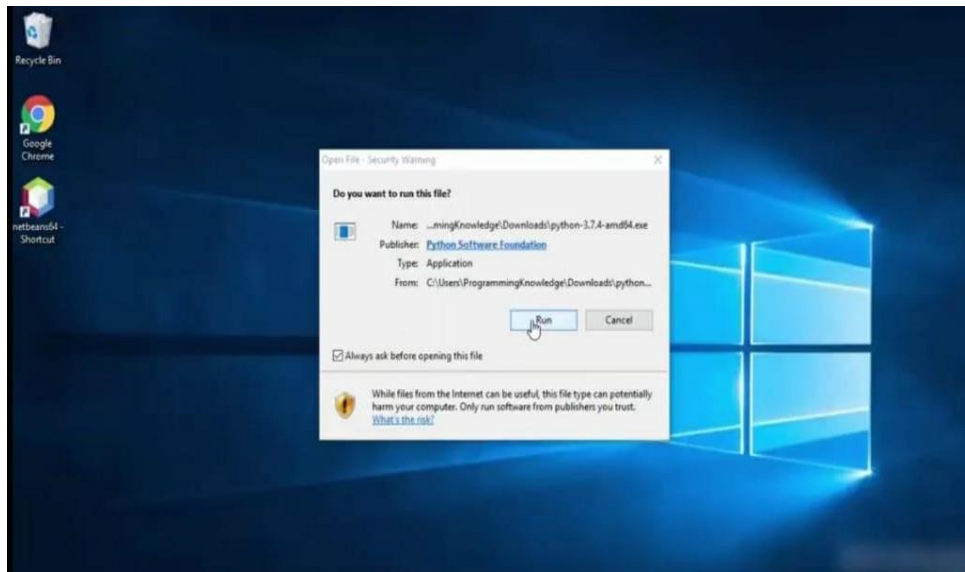 Recycle Bin
Google
Chrome
netbeans64 -
Shortcut
Open File - Security Warning
Do you want to run this file?
Name: ...mingKnowledge\Downloads\python-3.7.4-amd64.exe
Publisher: Python Software Foundation
Type: Application
From: C:\Users\ProgrammingKnowledge\Downloads\python...
Run Cancel
Always ask before opening this file
While files from the Internet can be useful, this file type can potentially
harm your computer. Only run software from publishers you trust.
What's the risk?